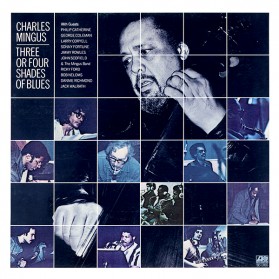 CHARLES
MINGUS
THREE
OR FOUR
SHADES
OF BLUES
With Guests
PHILIP CATHERINE
GEORGE COLEMAN
LARRY CORYELL
SONNY FORTUNE
JIMMY ROWLES
JOHN SCOFIELD
& The Mingus Band
RICKY FORD
BOB NELOMS
DANNIE RICHMOND
JACK WALRATH